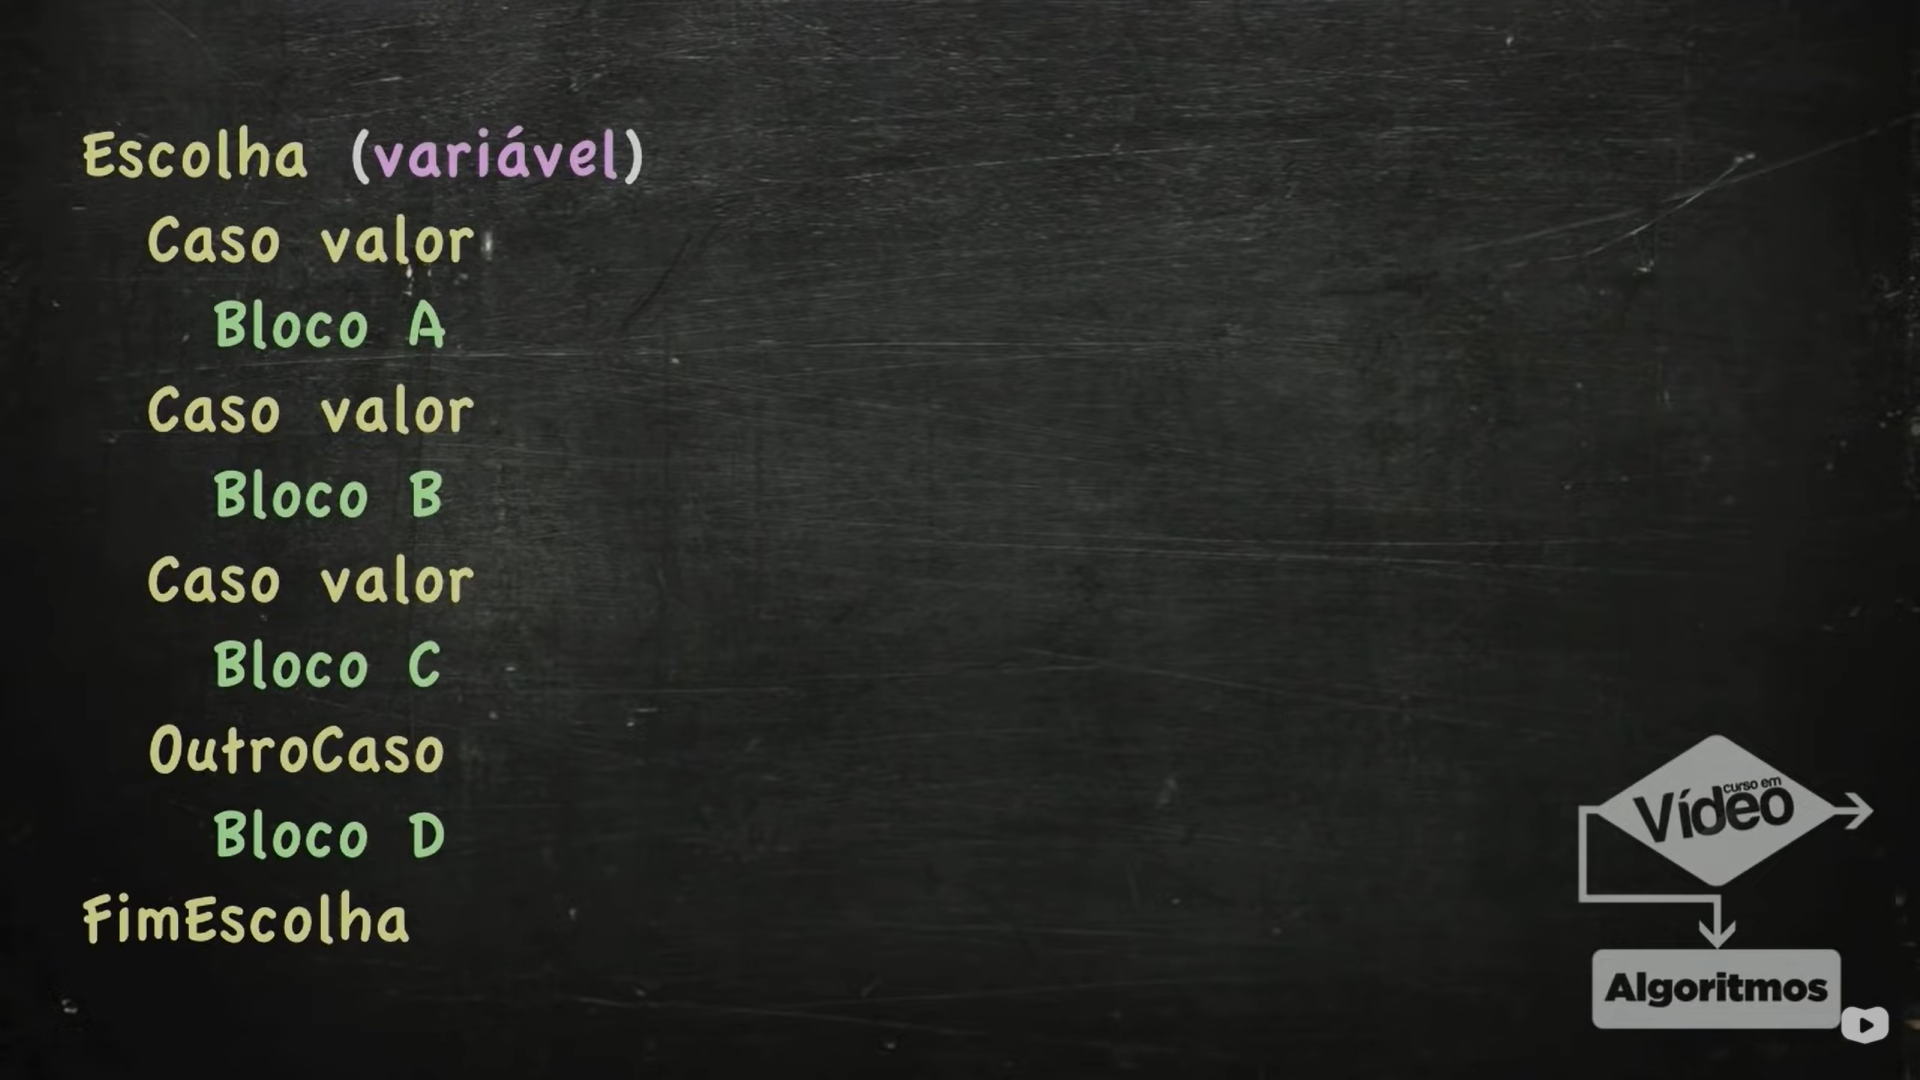 Escolha (variável)
Caso valor
Bloco A
Caso valor
Bloco B
Caso valor
Bloco C
OutroCaso
Bloco D
FimEscolha
curso em
Vídeo
Algoritmos